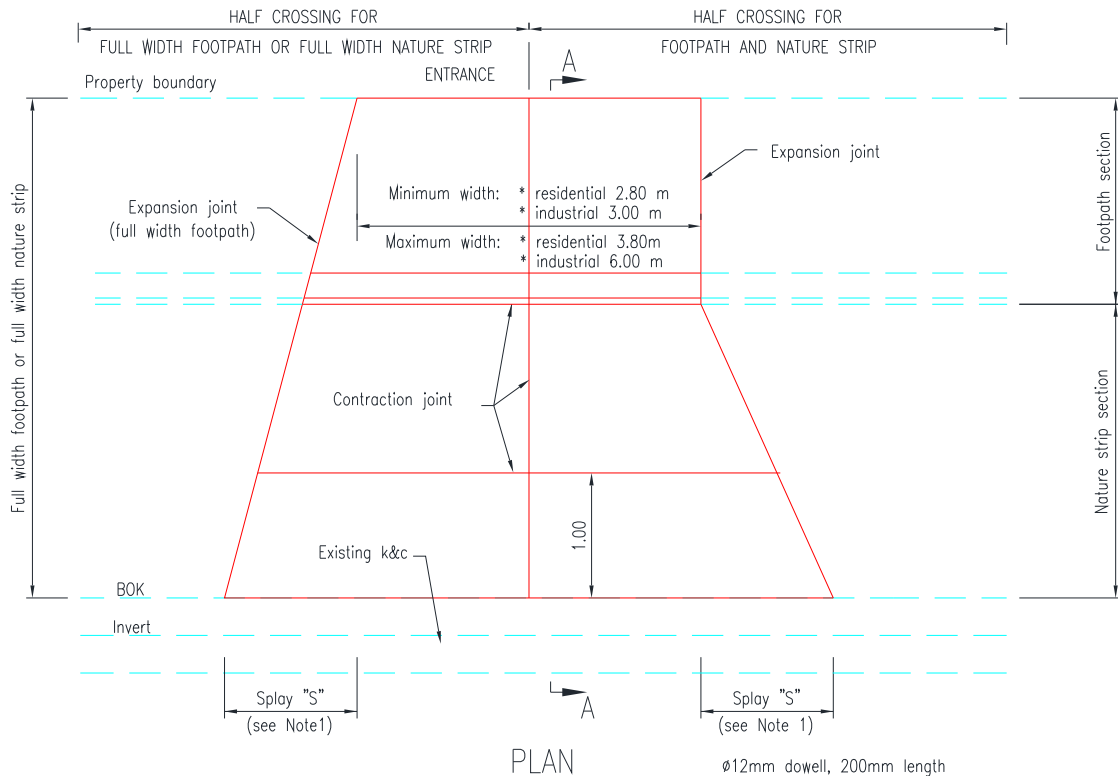 HALF CROSSING FOR
FULL WIDTH FOOTPATH OR FULL WIDTH NATURE STRIP
HALF CROSSING FOR
FOOTPATH AND NATURE STRIP
ENTRANCE
A
Property boundary
Expansion joint
Minimum width: * residential 2.80 m
* industrial 3.00 m
Maximum width: * residential 3.80m
* industrial 6.00 m
Expansion joint
(full width footpath)
Full width footpath or full width nature strip
Footpath section
Nature strip section
Contraction joint
1.00
Existing k&c
BOK
Invert
Splay "S"
(see Note1)
A
Splay "S"
(see Note 1)
PLAN
ø12mm dowell, 200mm length